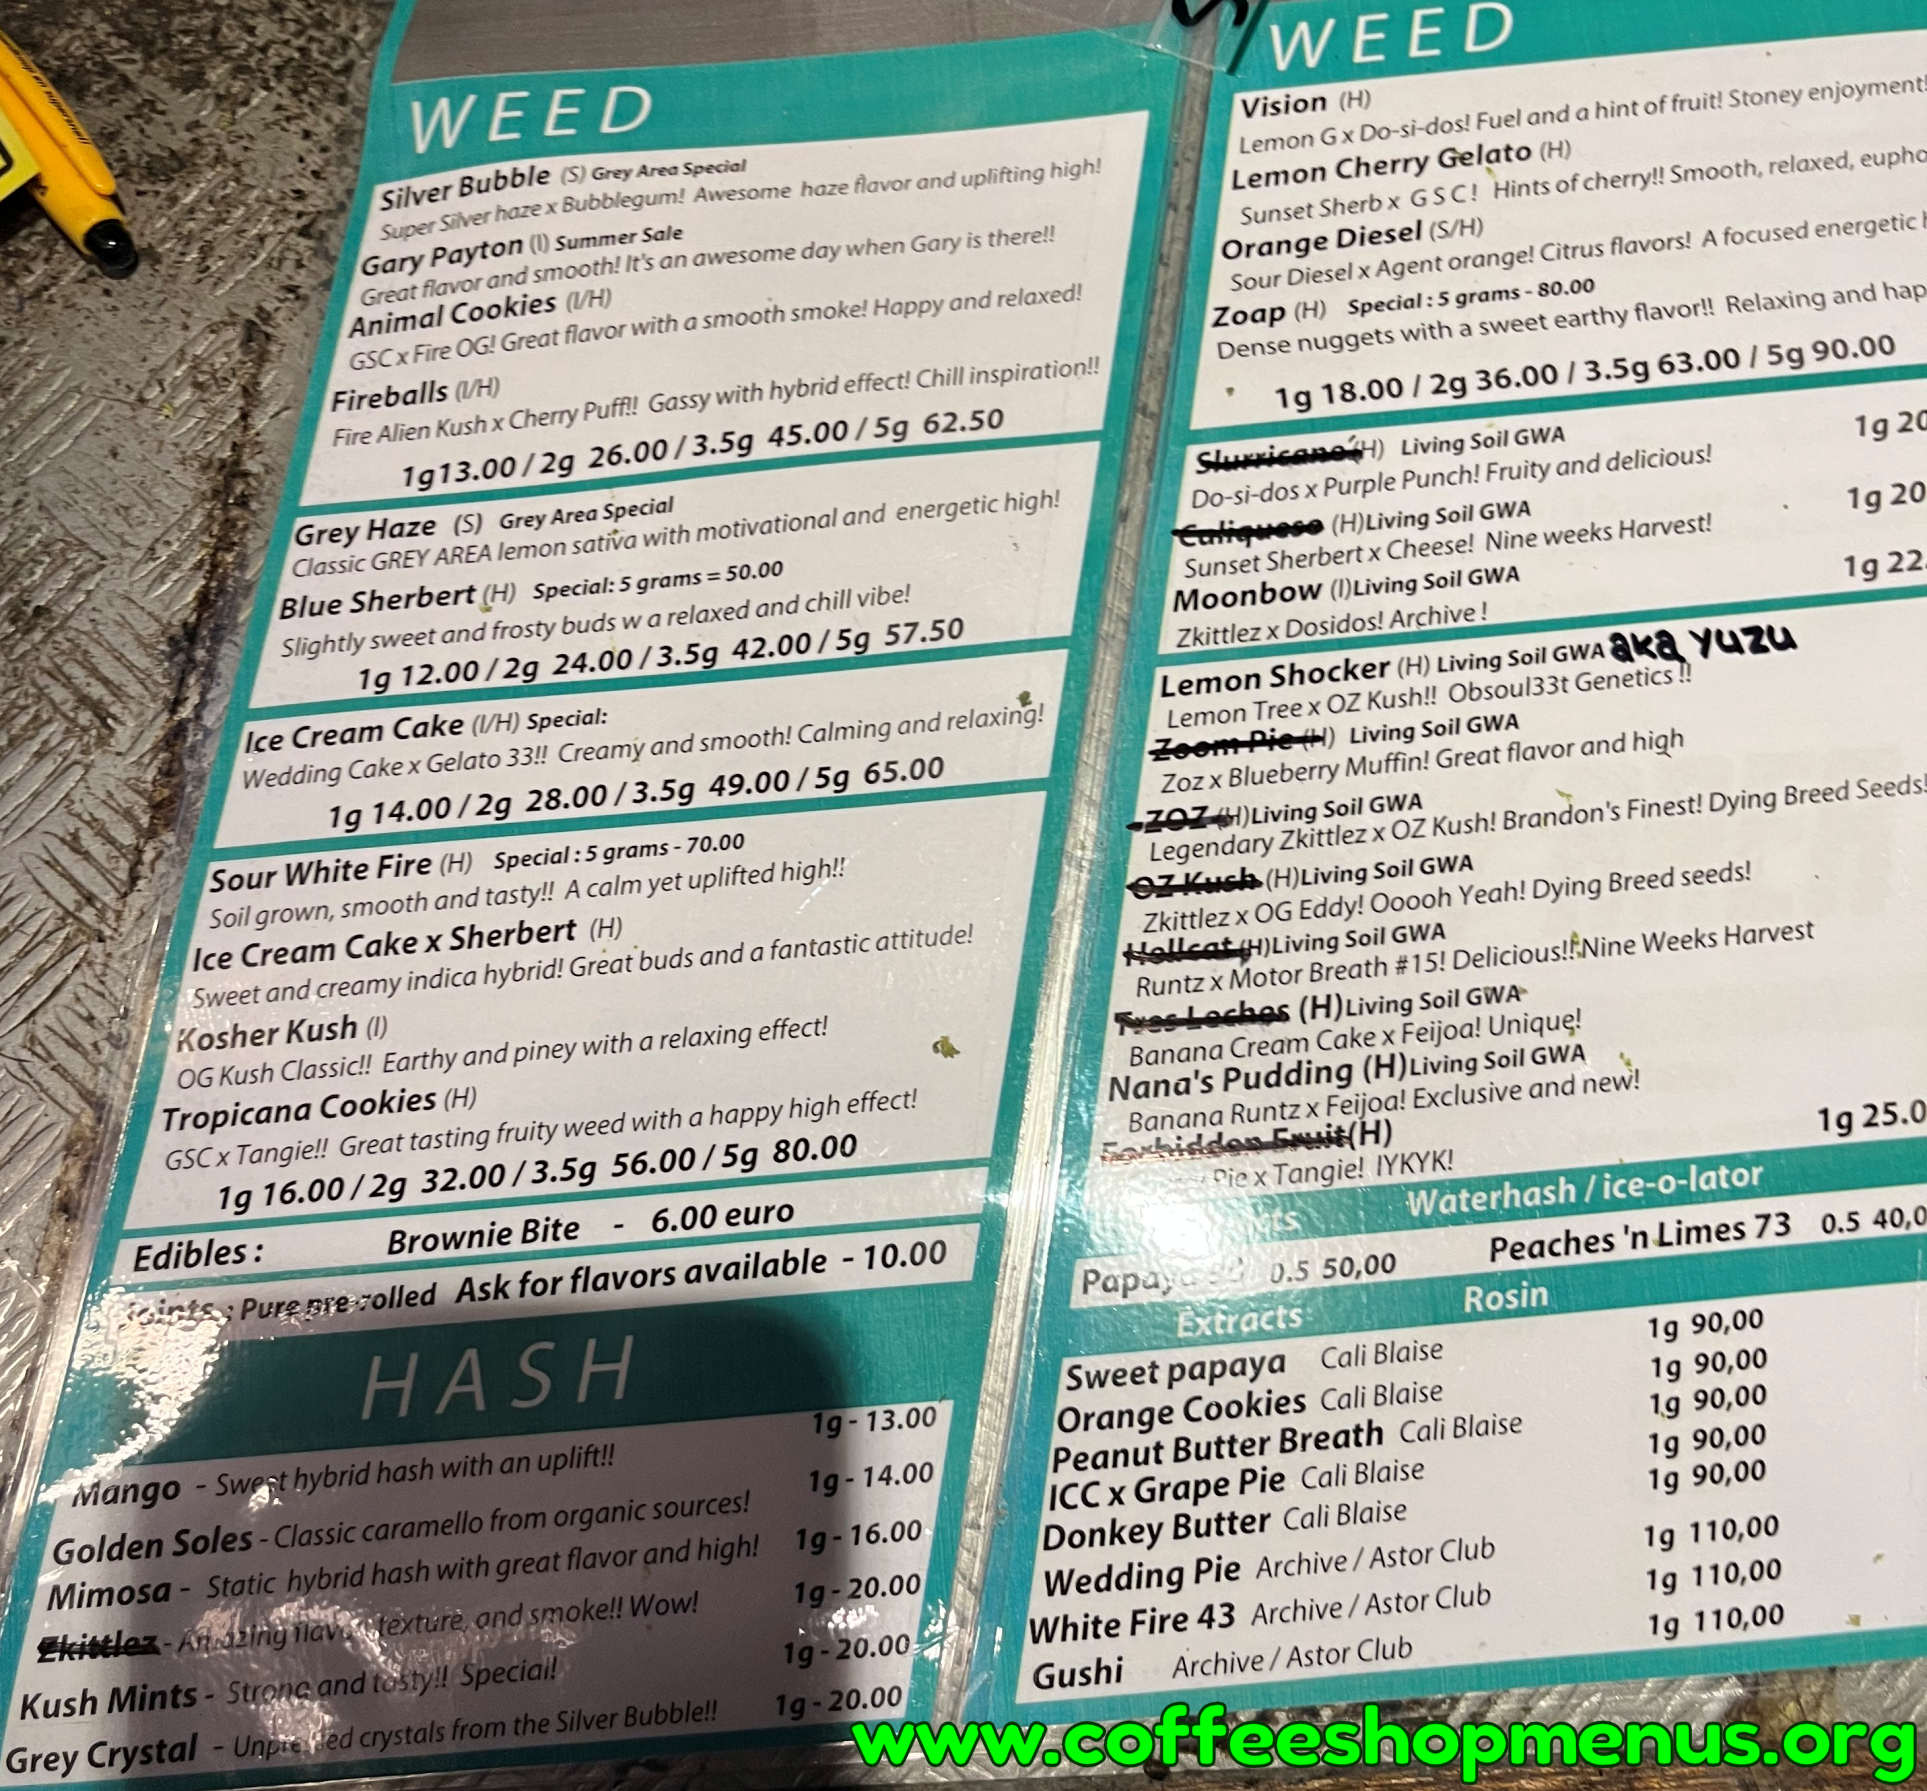 WEED
Silver Bubble (S) Grey Area Special
Super Silver haze x Bubblegum! Awesome haze flavor and uplifting high!
Gary Payton (I) Summer Sale
Great flavor and smooth! It's an awesome day when Gary is there!!
Animal Cookies (I/H)
GSC x Fire OG! Great flavor with a smooth smoke! Happy and relaxed!
Fireballs (I/H)
Fire Alien Kush x Cherry Puff!! Gassy with hybrid effect! Chill inspiration!!
1g13.00 / 2g 26.00 / 3.5g 45.00 / 5g 62.50
Grey Haze (S) Grey Area Special
Classic GREY AREA lemon sativa with motivational and energetic high!
Blue Sherbert (H) Special: 5 grams = 50.00
Slightly sweet and frosty buds w a relaxed and chill vibe!
1g 12.00 / 2g 24.00 / 3.5g 42.00 / 5g 57.50
Ice Cream Cake (I/H) Special:
Wedding Cake x Gelato 33!! Creamy and smooth! Calming and relaxing!
1g 14.00 / 2g 28.00 / 3.5g 49.00 / 5g 65.00
Sour White Fire (H) Special : 5 grams - 70.00
Soil grown, smooth and tasty!! A calm yet uplifted high!!
Ice Cream Cake x Sherbert (H)
Sweet and creamy indica hybrid! Great buds and a fantastic attitude!
Kosher Kush (I)
OG Kush Classic!! Earthy and piney with a relaxing effect!
Tropicana Cookies (H)
GSC x Tangie!! Great tasting fruity weed with a happy high effect!
1g 16.00 / 2g 32.00 / 3.5g 56.00 / 5g 80.00
Edibles : Brownie Bite - 6.00 euro
Joints : Pure pre-rolled Ask for flavors available - 10.00
HASH
Mango - Sweet hybrid hash with an uplift!! 1g - 13.00
Golden Soles - Classic caramello from organic sources! 1g - 14.00
Mimosa - Static hybrid hash with great flavor and high! 1g - 16.00
Zkittlez - Amazing flavor, texture, and smoke!! Wow! 1g - 20.00
Kush Mints - Strong and tasty!! Special! 1g - 20.00
Grey Crystal - Unpressed crystals from the Silver Bubble!! 1g - 20.00
WEED
Vision (H)
Lemon G x Do-si-dos! Fuel and a hint of fruit! Stoney enjoyment!
Lemon Cherry Gelato (H)
Sunset Sherb x G S C ! Hints of cherry!! Smooth, relaxed,
Orange Diesel (S/H)
Sour Diesel x Agent orange! Citrus flavors! A focused energetic
Zoap (H) Special : 5 grams - 80.00
Dense nuggets with a sweet earthy flavor!! Relaxing and
1g 18.00 / 2g 36.00 / 3.5g 63.00 / 5g 90.00
Slurricane (H) Living Soil GWA 1g 20
Do-si-dos x Purple Punch! Fruity and delicious!
Caliqueso (H)Living Soil GWA 1g 20
Sunset Sherbert x Cheese! Nine weeks Harvest!
Moonbow (I)Living Soil GWA 1g 22.
Zkittlez x Dosidos! Archive !
Lemon Shocker (H) Living Soil GWA aka yuzu
Lemon Tree x OZ Kush!! Obsoul33t Genetics !!
Zoom Pie (H) Living Soil GWA
Zoz x Blueberry Muffin! Great flavor and high
ZOZ (H)Living Soil GWA
Legendary Zkittlez x OZ Kush! Brandon's Finest! Dying Breed Seeds!
OZ Kush (H)Living Soil GWA
Zkittlez x OG Eddy! Ooooh Yeah! Dying Breed seeds!
Hellcat (H)Living Soil GWA
Runtz x Motor Breath #15! Delicious!! Nine Weeks Harvest
Tres Leches (H)Living Soil GWA
Banana Cream Cake x Feijoa! Unique!
Nana's Pudding (H)Living Soil GWA
Banana Runtz x Feijoa! Exclusive and new!
Forbidden Fruit(H) 1g 25.0
Pie x Tangie! IYKYK!
Waterhash / ice-o-lator
Papaya 0.5 50,00 Peaches 'n Limes 73 0.5 40,0
Extracts Rosin
Sweet papaya Cali Blaise 1g 90,00
Orange Cookies Cali Blaise 1g 90,00
Peanut Butter Breath Cali Blaise 1g 90,00
ICC x Grape Pie Cali Blaise 1g 90,00
Donkey Butter Cali Blaise 1g 90,00
Wedding Pie Archive / Astor Club 1g 110,00
White Fire 43 Archive / Astor Club 1g 110,00
Gushi Archive / Astor Club 1g 110,00
www.coffeeshopmenus.org